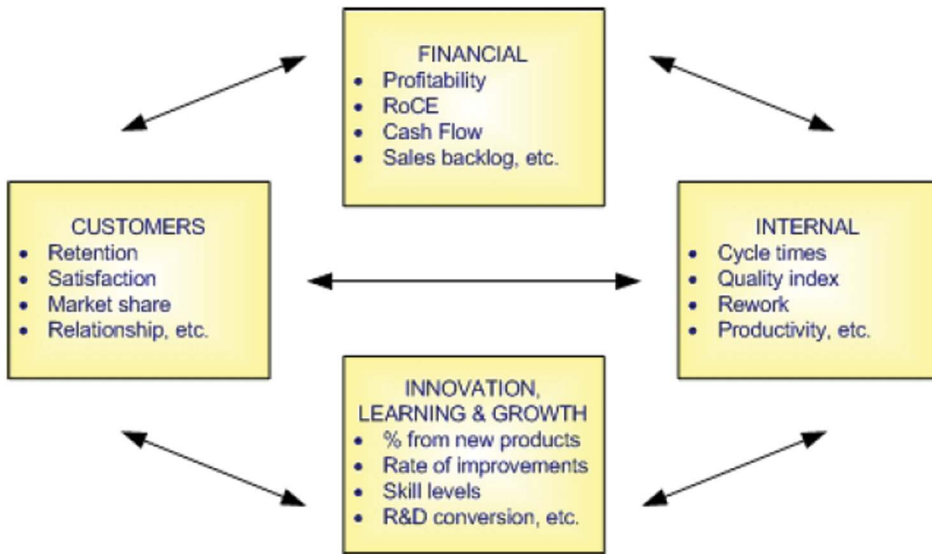 FINANCIAL
• Profitability
• RoCE
• Cash Flow
• Sales backlog, etc.
CUSTOMERS
• Retention
• Satisfaction
• Market share
• Relationship, etc.
INTERNAL
• Cycle times
• Quality index
• Rework
• Productivity, etc.
INNOVATION,
LEARNING & GROWTH
• % from new products
• Rate of improvements
• Skill levels
• R&D conversion, etc.